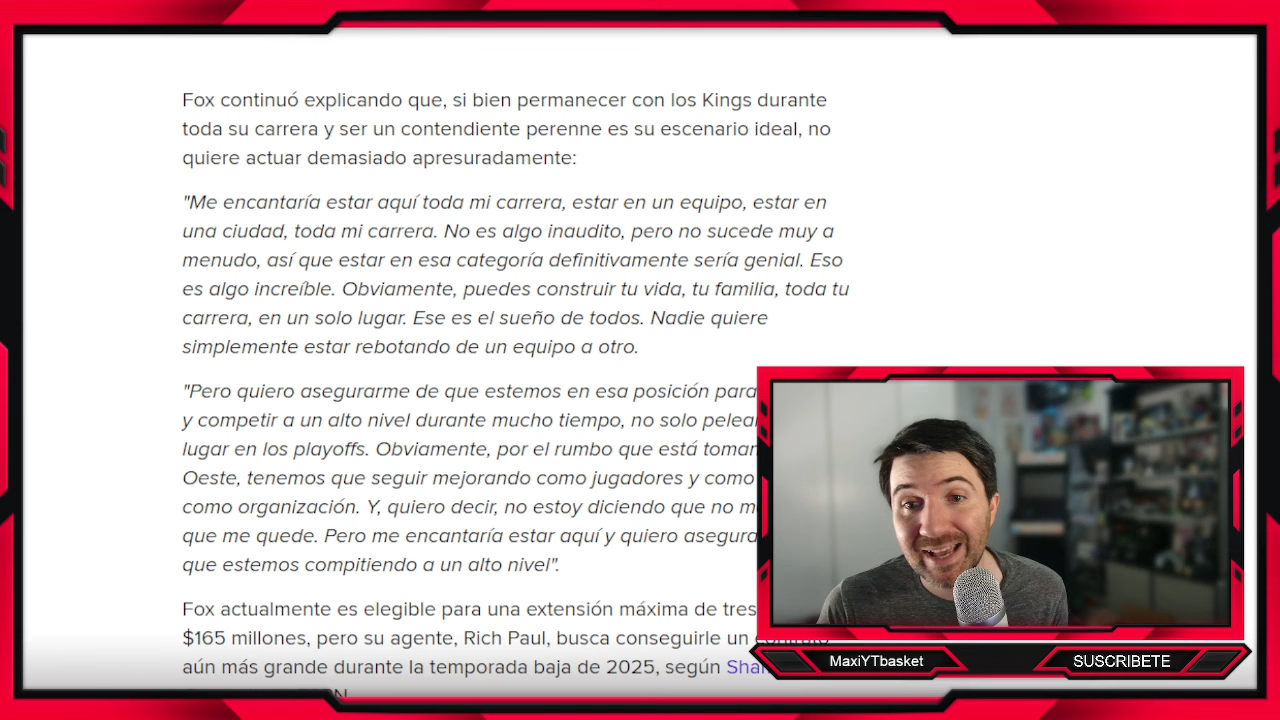 Fox continuó explicando que, si bien permanecer con los Kings durante
toda su carrera y ser un contendiente perenne es su escenario ideal, no
quiere actuar demasiado apresuradamente:
"Me encantaría estar aquí toda mi carrera, estar en un equipo, estar en
una ciudad, toda mi carrera. No es algo inaudito, pero no sucede muy a
menudo, así que estar en esa categoría definitivamente sería genial. Eso
es algo increíble. Obviamente, puedes construir tu vida, tu familia, toda tu
carrera, en un solo lugar. Ese es el sueño de todos. Nadie quiere
simplemente estar rebotando de un equipo a otro.
"Pero quiero asegurarme de que estemos en esa posición para
y competir a un alto nivel durante mucho tiempo, no solo
lugar en los playoffs. Obviamente, por el rumbo que está
Oeste, tenemos que seguir mejorando como jugadores y como
como organización. Y, quiero decir, no estoy diciendo que no
que me quede. Pero me encantaría estar aquí y quiero
que estemos compitiendo a un alto nivel".
Fox actualmente es elegible para una extensión máxima de tres
$165 millones, pero su agente, Rich Paul, busca conseguirle un contrato
aún más grande durante la temporada baja de 2025, según
MaxiYTbasket
SUSCRIBETE